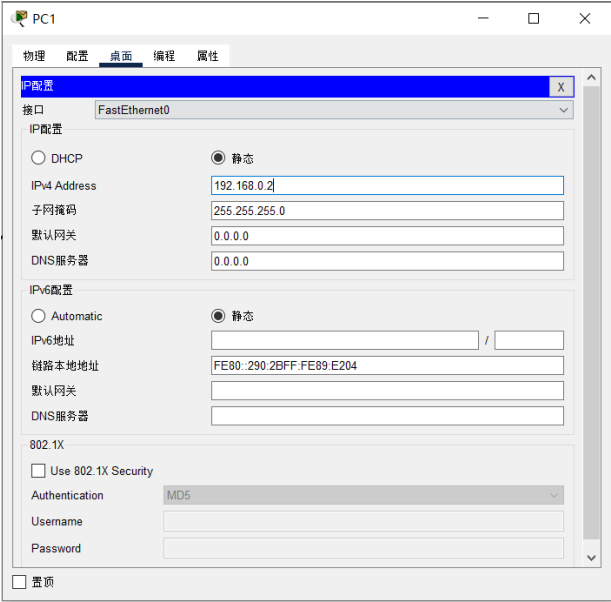 PC1
物理 配置 桌面 编程 属性
IP配置 X
接口 FastEthernet0
IP配置
DHCP 静态
IPv4 Address 192.168.0.2
子网掩码 255.255.255.0
默认网关 0.0.0.0
DNS服务器 0.0.0.0
IPv6配置
Automatic 静态
IPv6地址 /
链路本地地址 FE80::290:2BFF:FE89:E204
默认网关
DNS服务器
802.1X
Use 802.1X Security
Authentication MD5
Username
Password
置顶